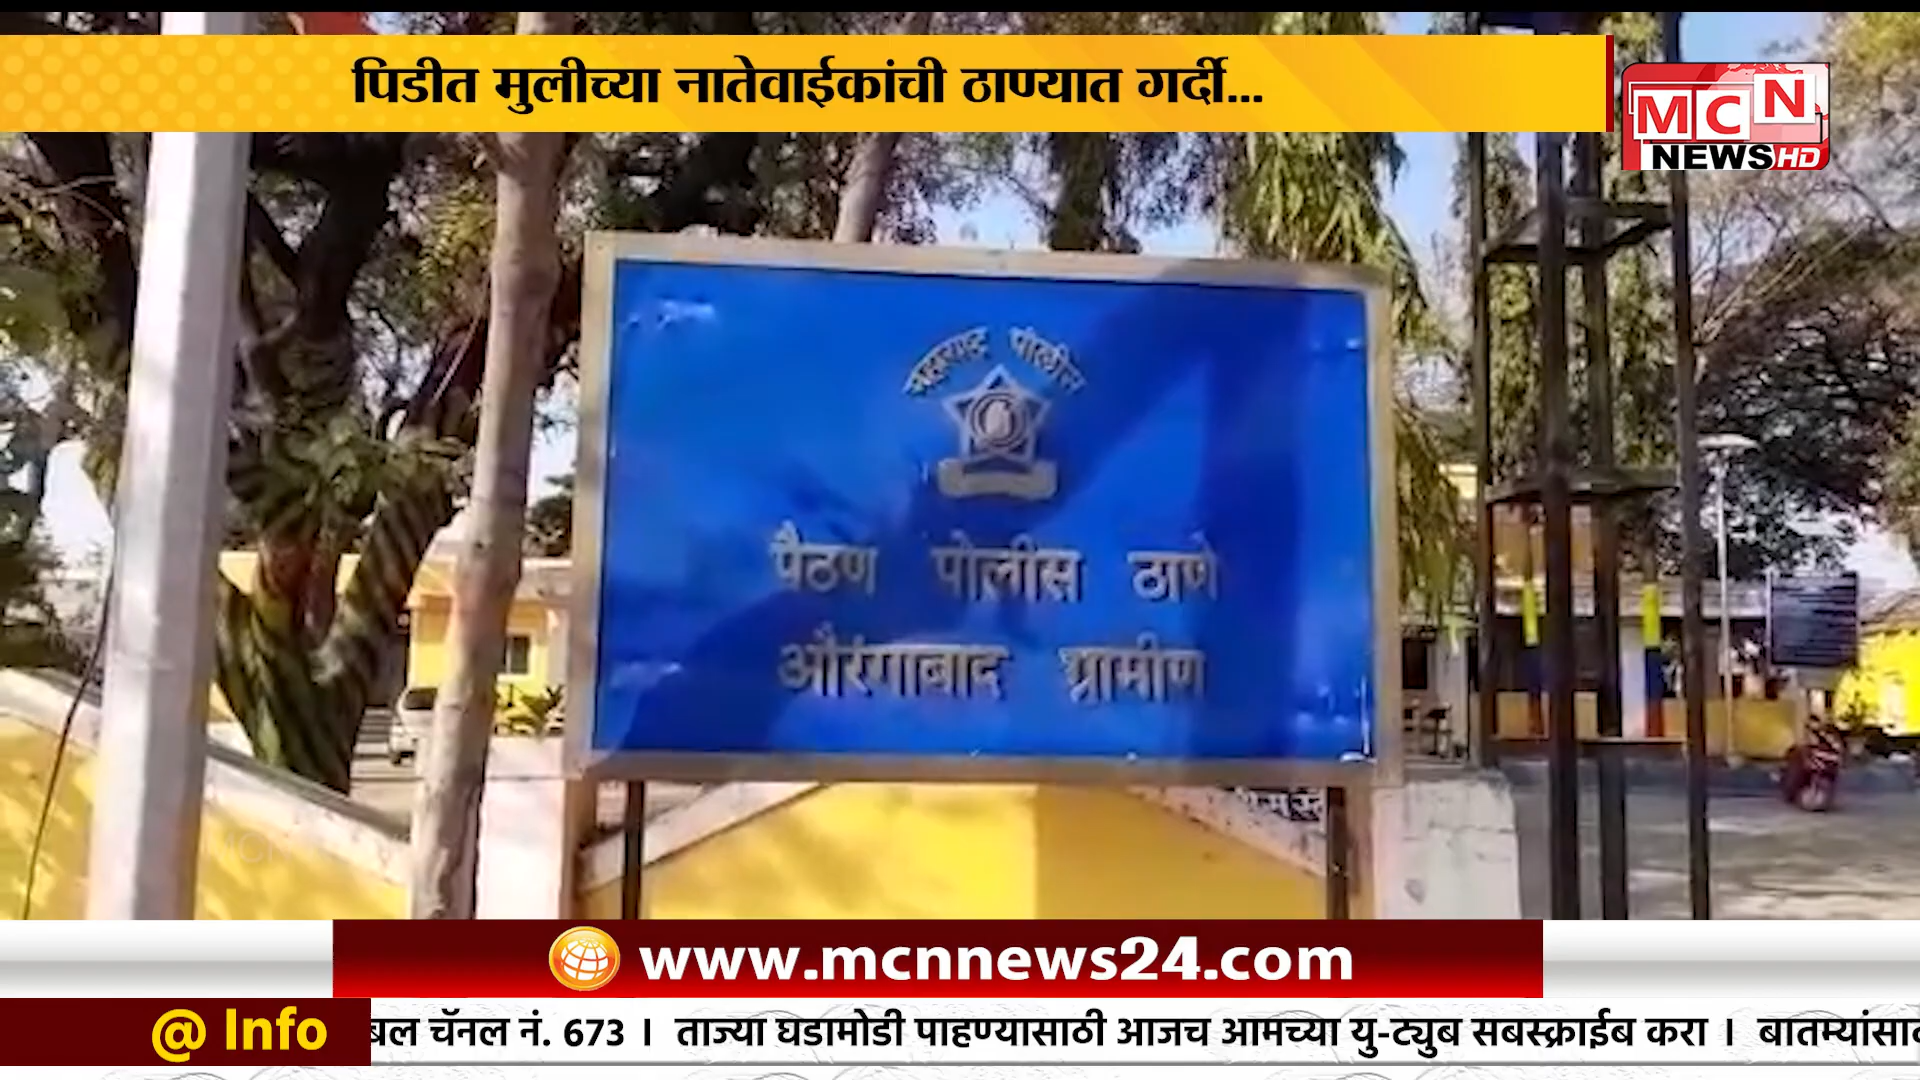 पिडीत मुलीच्या नातेवाईकांची ठाण्यात गर्दी...
MCN
NEWS HD
महाराष्ट्र पोलीस
पैठण पोलीस ठाणे
औरंगाबाद ग्रामीण
www.mcnnews24.com
@ Info
बल चॅनल नं. 673 । ताज्या घडामोडी पाहण्यासाठी आजच आमच्या यु-ट्युब सबस्क्राईब करा । बातम्यांसाठ